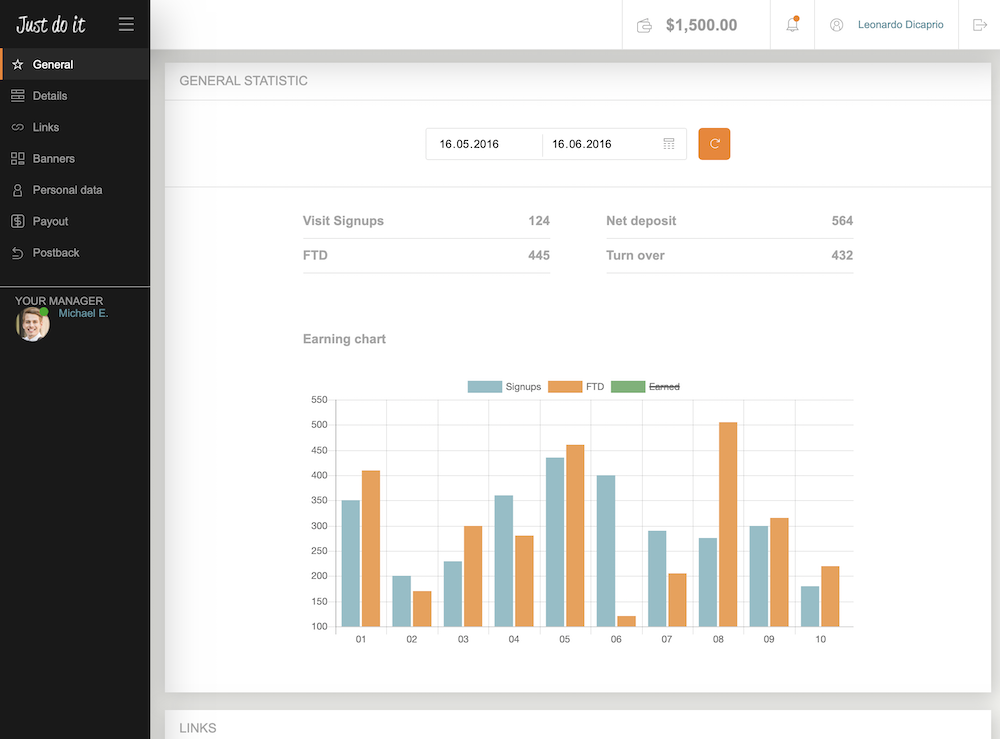 Just do it
$1,500.00
Leonardo Dicaprio
General
Details
Links
Banners
Personal data
Payout
Postback
YOUR MANAGER
Michael E.
GENERAL STATISTIC
16.05.2016 16.06.2016
Visit Signups 124 Net deposit 564
FTD 445 Turn over 432
Earning chart
Signups FTD Earned
550
500
450
400
350
300
250
200
150
100
01 02 03 04 05 06 07 08 09 10
LINKS